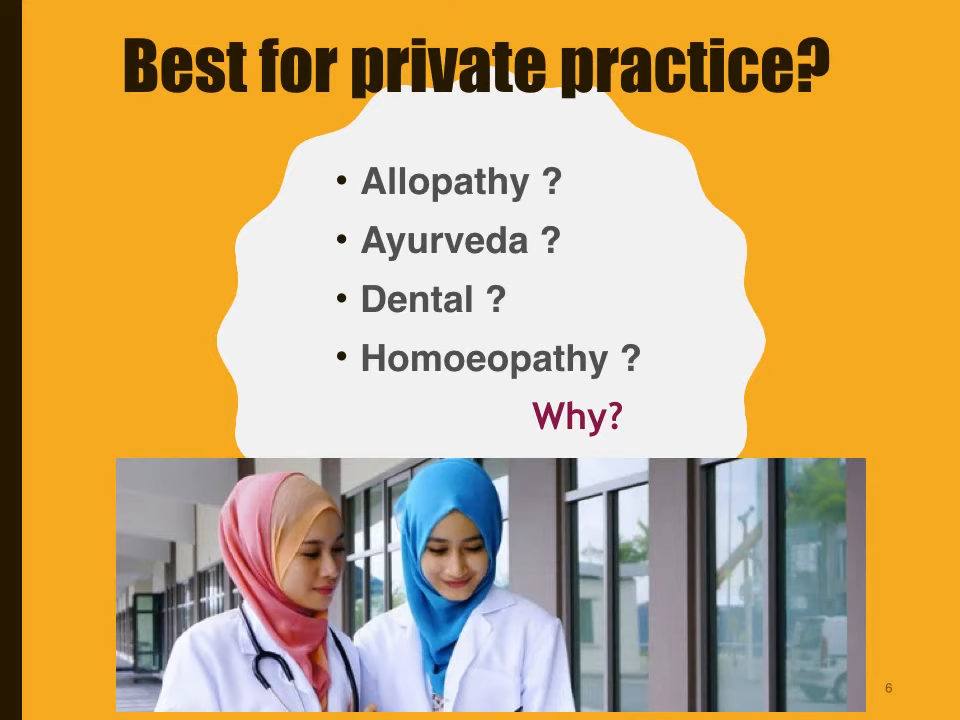 Best for private practice?
• Allopathy ?
• Ayurveda ?
• Dental ?
• Homoeopathy ?
Why?
6